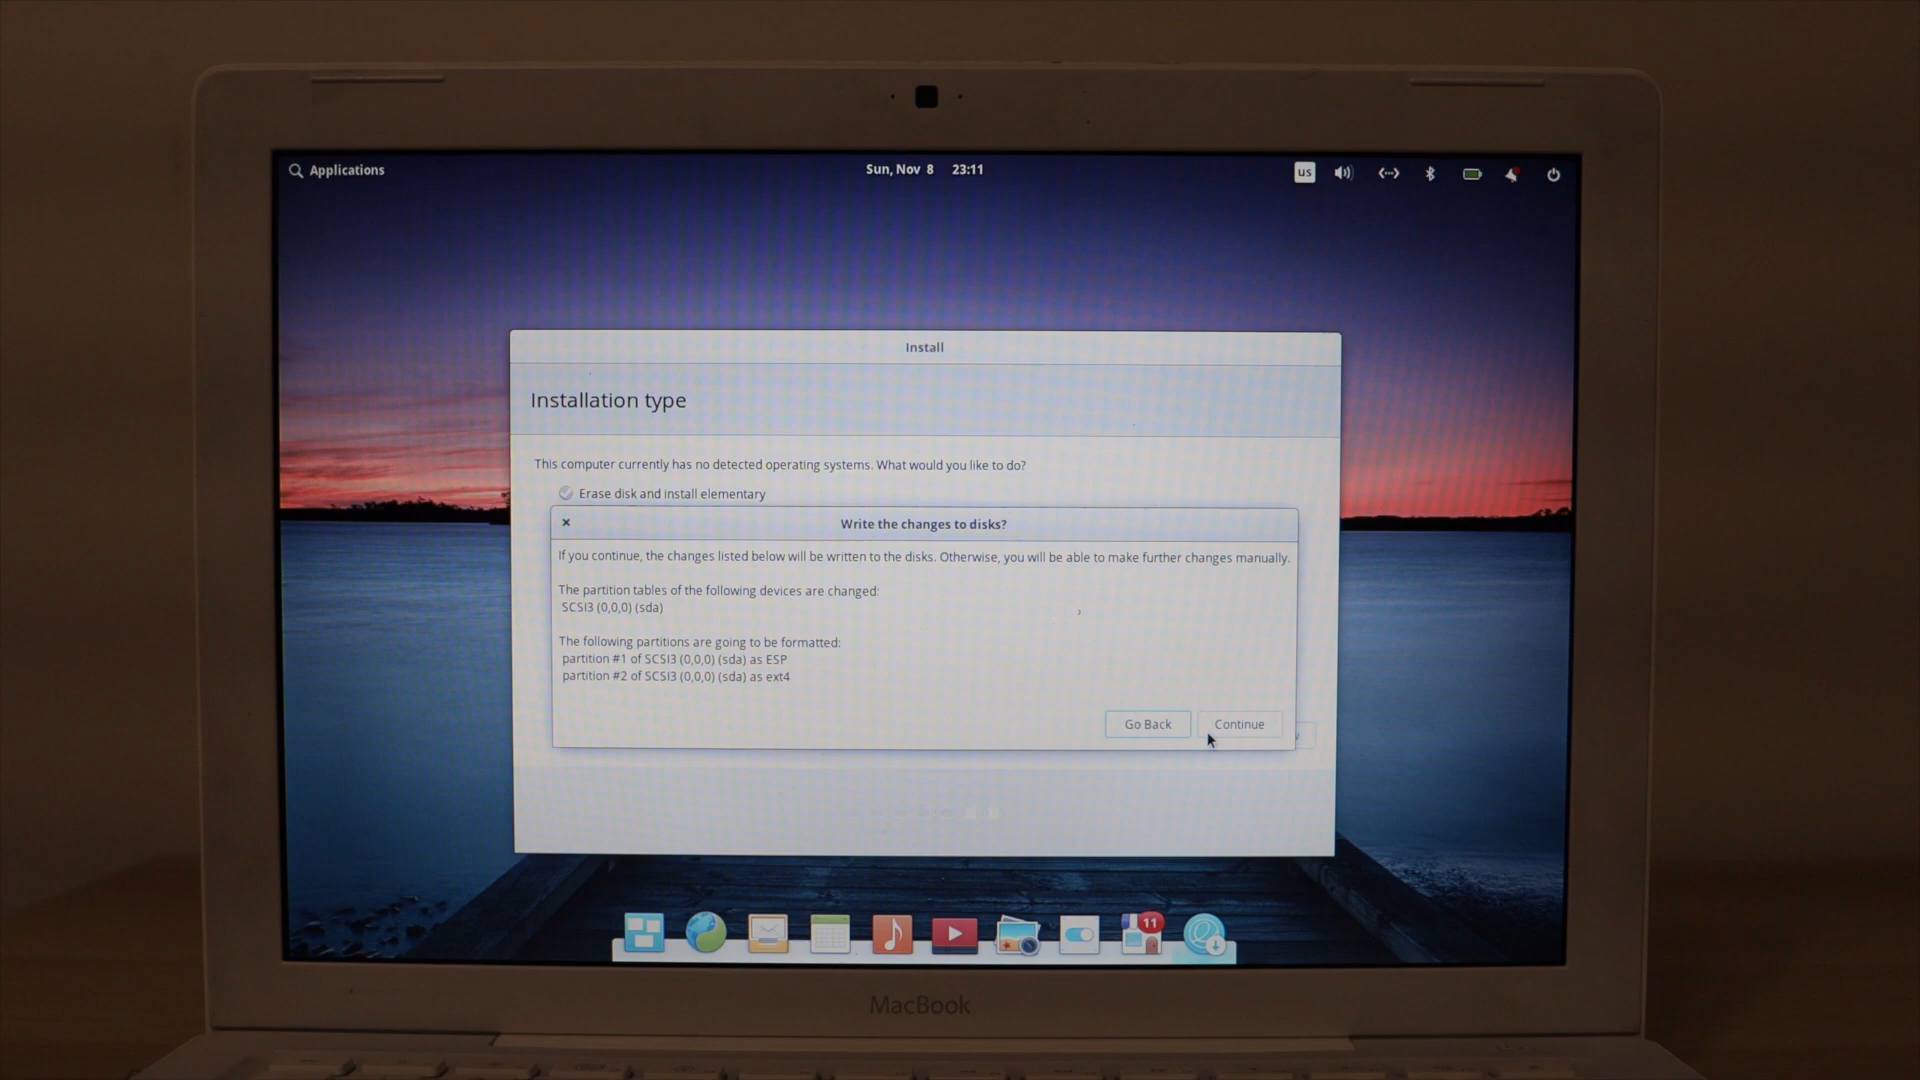 Applications
Sun, Nov 8 23:11
us
Install
Installation type
This computer currently has no detected operating systems. What would you like to do?
Erase disk and install elementary
Write the changes to disks?
If you continue, the changes listed below will be written to the disks. Otherwise, you will be able to make further changes manually.
The partition tables of the following devices are changed:
SCSI3 (0,0,0) (sda)
The following partitions are going to be formatted:
partition #1 of SCSI3 (0,0,0) (sda) as ESP
partition #2 of SCSI3 (0,0,0) (sda) as ext4
Go Back Continue
11
MacBook